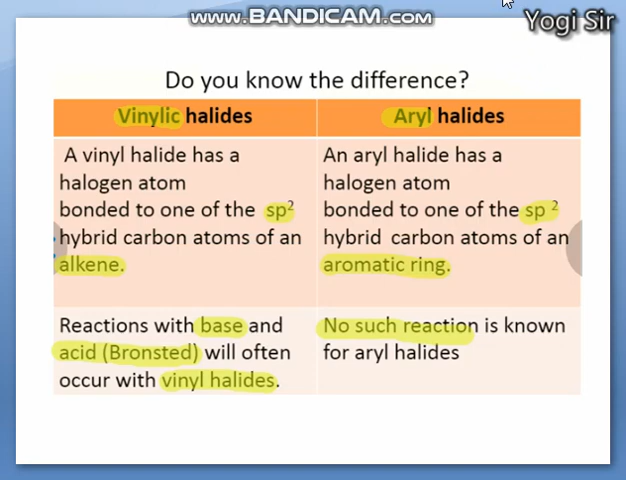 www.BANDICAM.com
Yogi Sir
Do you know the difference?
Vinylic halides
Aryl halides
A vinyl halide has a
halogen atom
bonded to one of the sp²
hybrid carbon atoms of an
alkene.
An aryl halide has a
halogen atom
bonded to one of the sp ²
hybrid carbon atoms of an
aromatic ring.
Reactions with base and
acid (Bronsted) will often
occur with vinyl halides.
No such reaction is known
for aryl halides